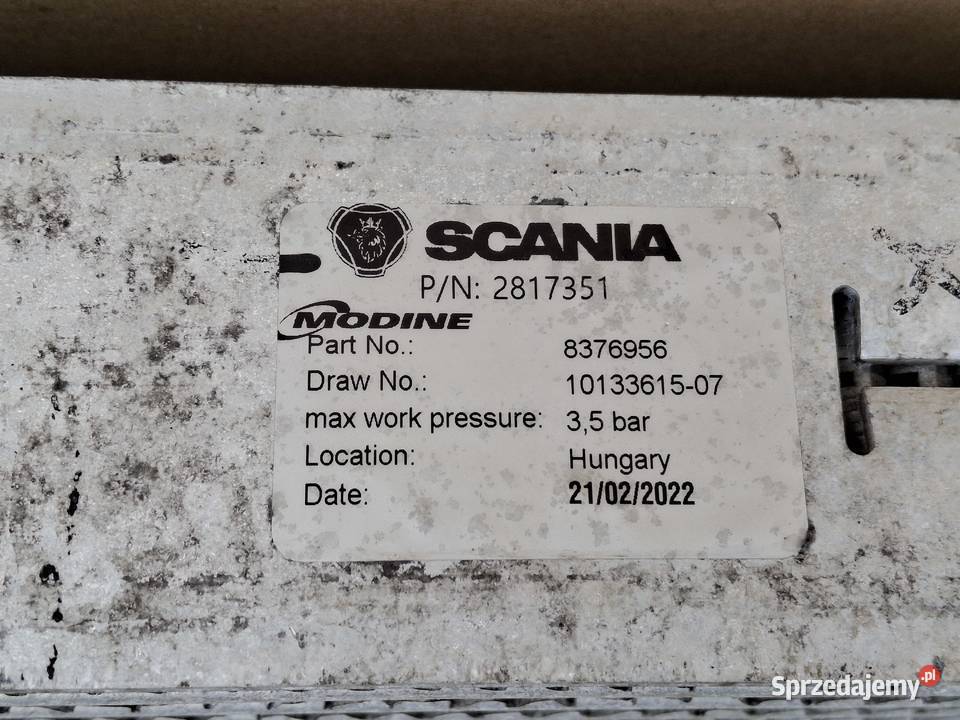 SCANIA
P/N: 2817351
MODINE
Part No.: 8376956
Draw No.: 10133615-07
max work pressure: 3,5 bar
Location: Hungary
Date: 21/02/2022
Sprzedajemy.pl